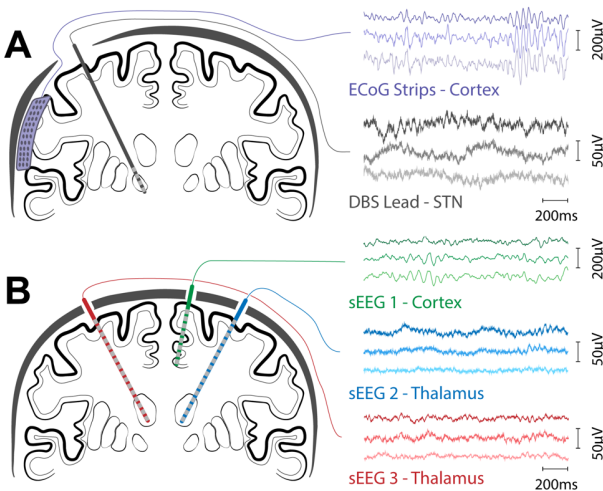 A
200uV
ECoG Strips - Cortex
50uV
DBS Lead - STN
200ms
B
200uV
sEEG 1 - Cortex
50uV
sEEG 2 - Thalamus
50uV
sEEG 3 - Thalamus
200ms